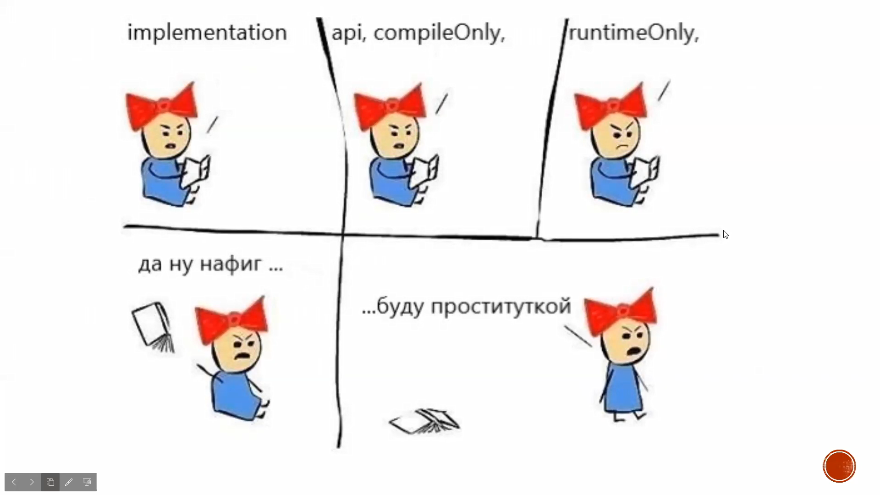 implementation
api, compileOnly,
runtimeOnly,
да ну нафиг ...
...буду проституткой